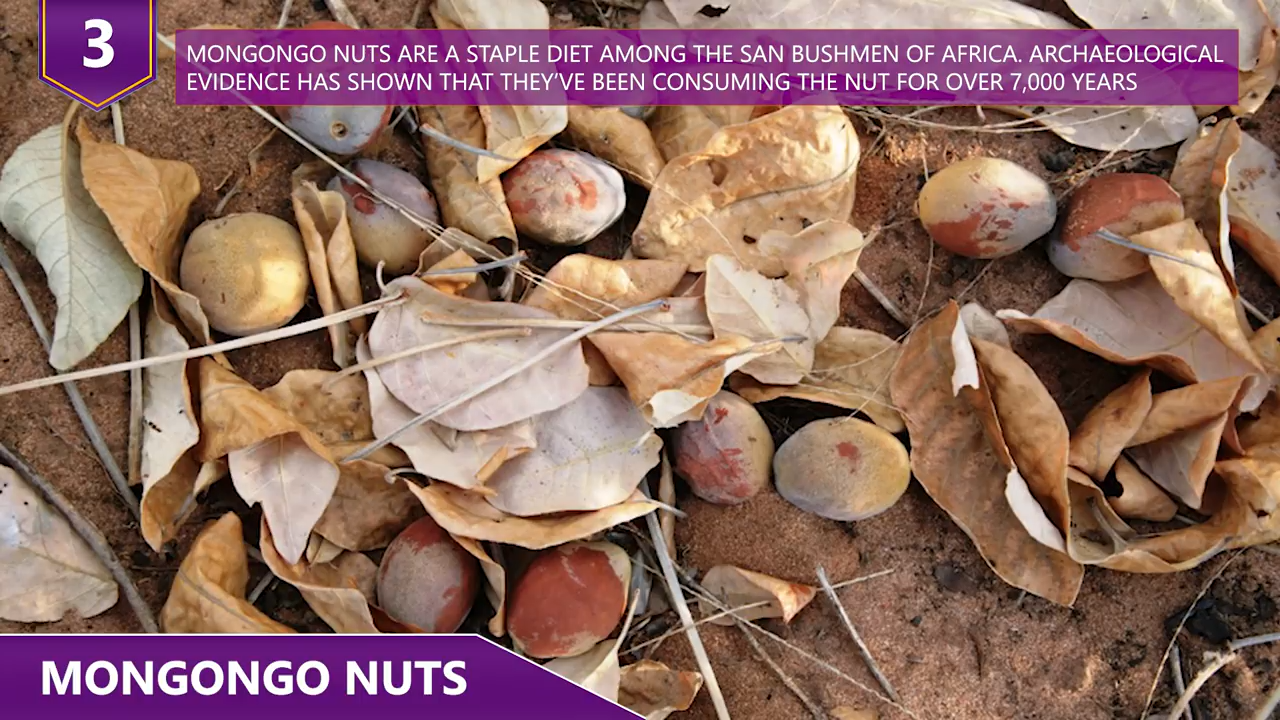 3
MONGONGO NUTS ARE A STAPLE DIET AMONG THE SAN BUSHMEN OF AFRICA. ARCHAEOLOGICAL
EVIDENCE HAS SHOWN THAT THEY'VE BEEN CONSUMING THE NUT FOR OVER 7,000 YEARS
MONGONGO NUTS